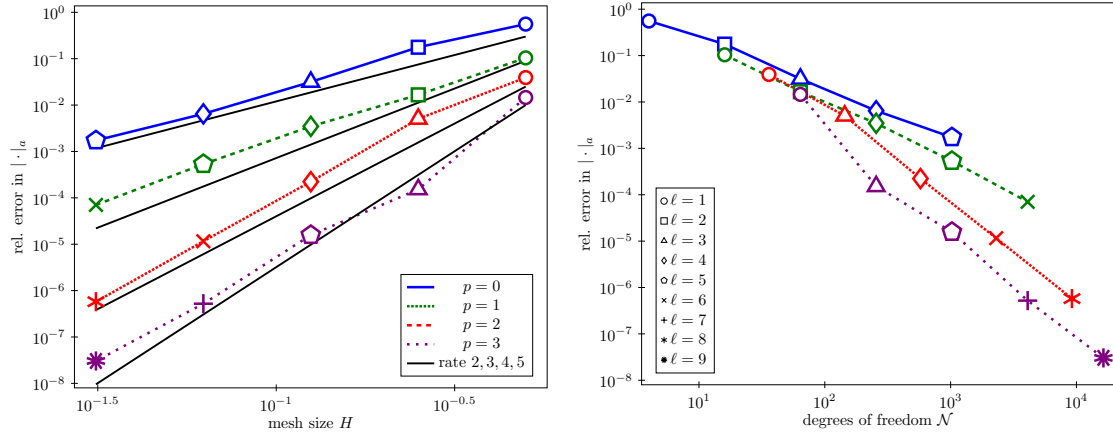 10^0
10^{-1}
10^{-2}
10^{-3}
10^{-4}
10^{-5}
10^{-6}
10^{-7}
10^{-8}
rel. error in |·|_a
10^{-1.5}
10^{-1}
10^{-0.5}
mesh size H
p = 0
p = 1
p = 2
p = 3
rate 2, 3, 4, 5
10^0
10^{-1}
10^{-2}
10^{-3}
10^{-4}
10^{-5}
10^{-6}
10^{-7}
10^{-8}
rel. error in |·|_a
10^1
10^2
10^3
10^4
degrees of freedom 𝒩
ℓ = 1
ℓ = 2
ℓ = 3
ℓ = 4
ℓ = 5
ℓ = 6
ℓ = 7
ℓ = 8
ℓ = 9